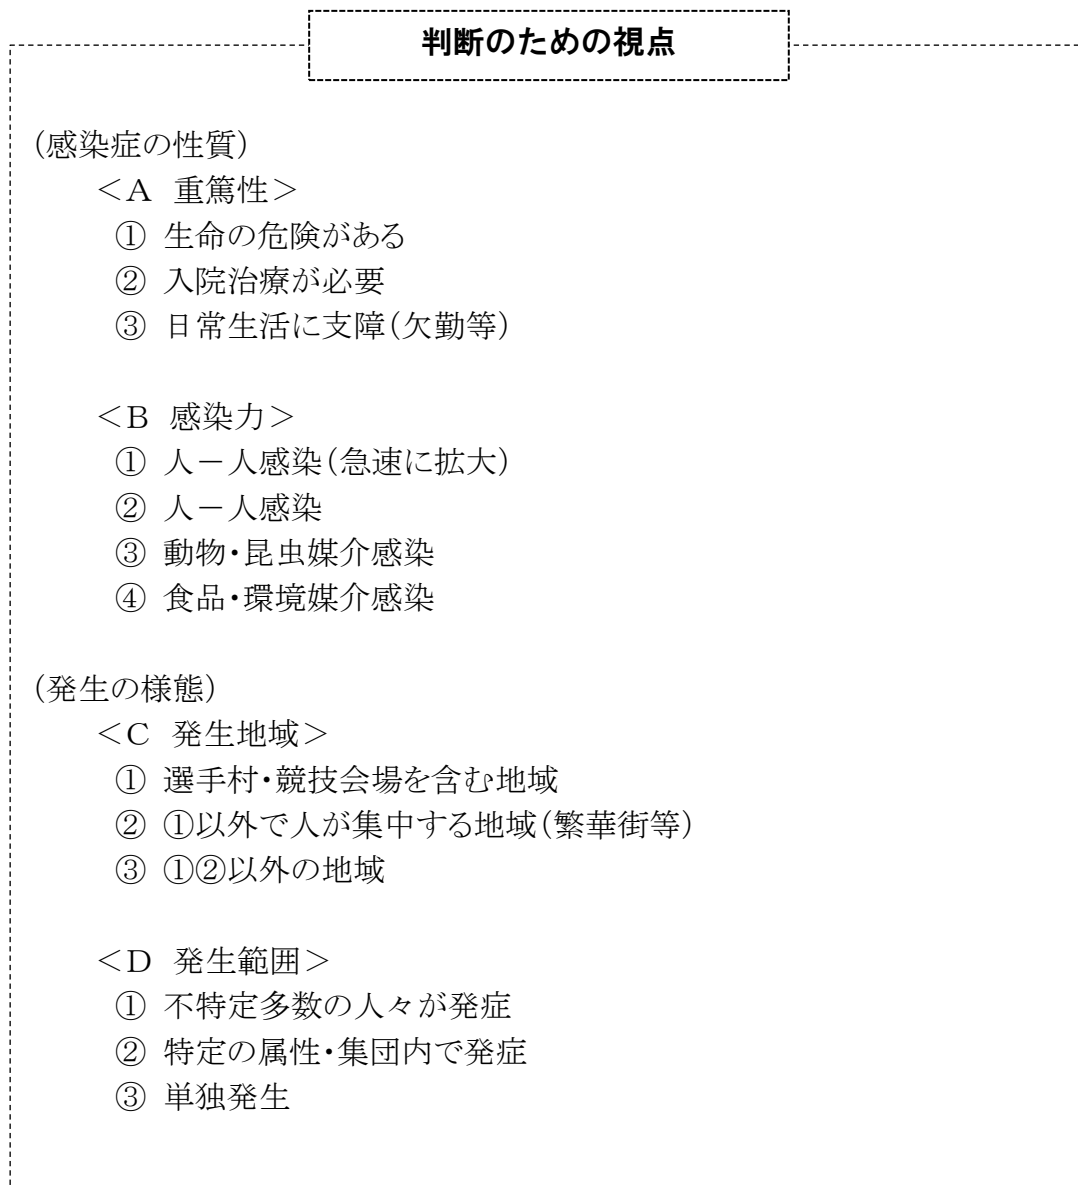 判断のための視点
(感染症の性質)
<A 重篤性>
① 生命の危険がある
② 入院治療が必要
③ 日常生活に支障(欠勤等)
<B 感染力>
① 人－人感染(急速に拡大)
② 人－人感染
③ 動物・昆虫媒介感染
④ 食品・環境媒介感染
(発生の様態)
<C 発生地域>
① 選手村・競技会場を含む地域
② ①以外で人が集中する地域(繁華街等)
③ ①②以外の地域
<D 発生範囲>
① 不特定多数の人々が発症
② 特定の属性・集団内で発症
③ 単独発生